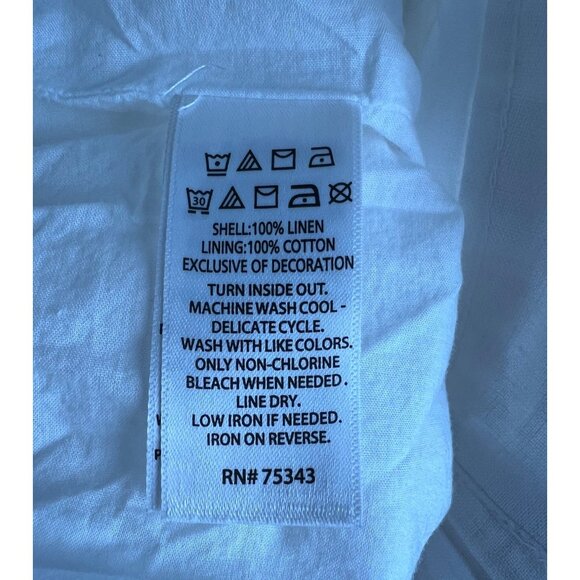 30
SHELL:100% LINEN
LINING:100% COTTON
EXCLUSIVE OF DECORATION
TURN INSIDE OUT.
MACHINE WASH COOL -
DELICATE CYCLE.
WASH WITH LIKE COLORS.
ONLY NON-CHLORINE
BLEACH WHEN NEEDED.
LINE DRY.
LOW IRON IF NEEDED.
IRON ON REVERSE.
RN# 75343